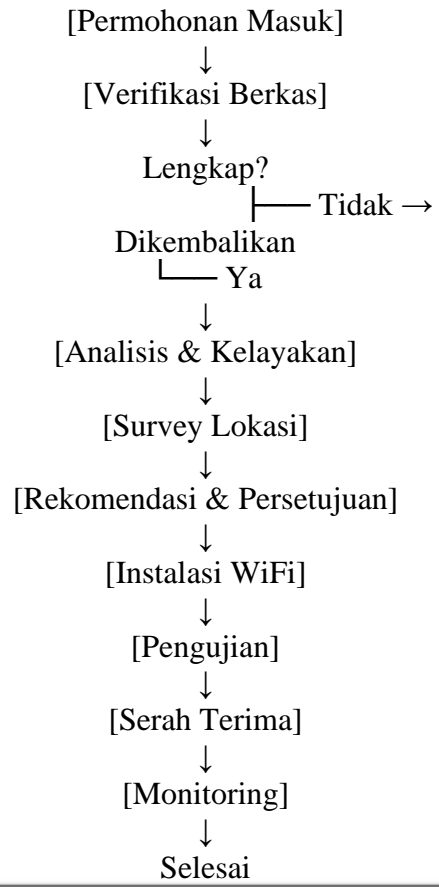 [Permohonan Masuk]
↓
[Verifikasi Berkas]
↓
Lengkap?
├── Tidak →
Dikembalikan
└── Ya
↓
[Analisis & Kelayakan]
↓
[Survey Lokasi]
↓
[Rekomendasi & Persetujuan]
↓
[Instalasi WiFi]
↓
[Pengujian]
↓
[Serah Terima]
↓
[Monitoring]
↓
Selesai